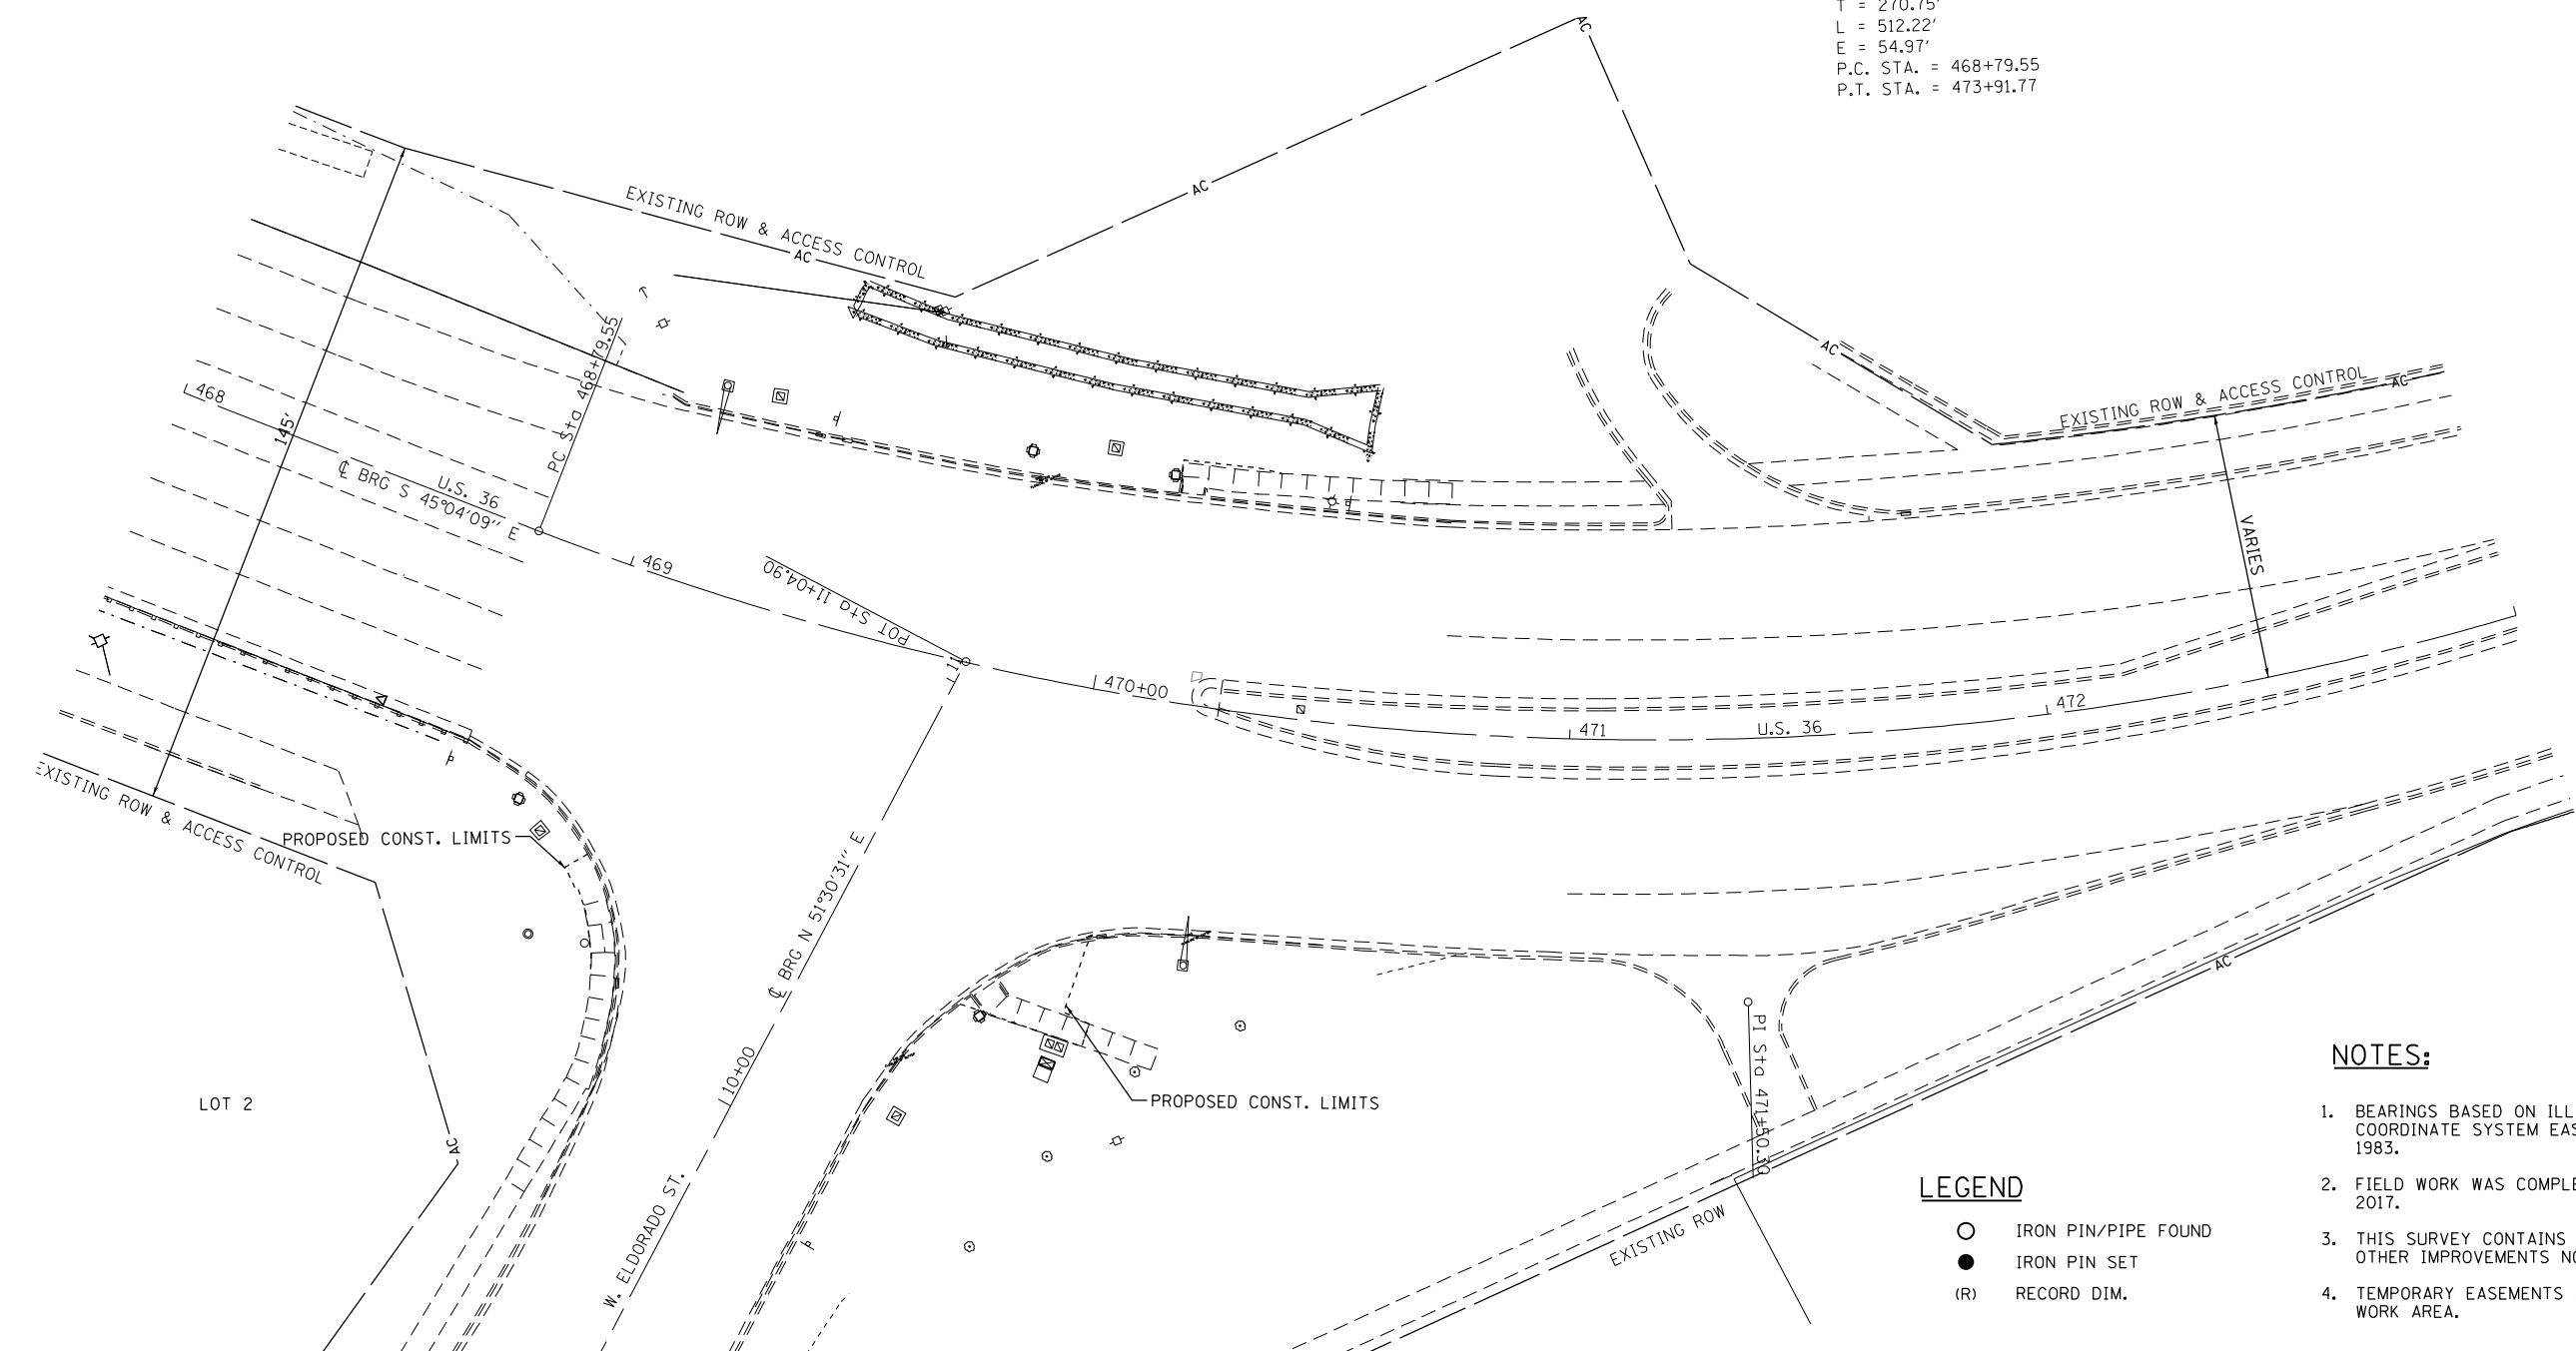 T = 270.75'
L = 512.22'
E = 54.97'
P.C. STA. = 468+79.55
P.T. STA. = 473+91.77
AC
EXISTING ROW & ACCESS CONTROL
AC
AC
AC
EXISTING ROW & ACCESS CONTROL
AC
468
145'
PC Sta 468+79.55
U.S. 36
℄ BRG S 45°04'09'' E
469
POT Sta 11+04.90
11
VARIES
470+00
471
U.S. 36
472
EXISTING ROW & ACCESS CONTROL
PROPOSED CONST. LIMITS
℄ BRG N 51°30'31'' E
10+00
W. ELDORADO ST.
LOT 2
AC
PROPOSED CONST. LIMITS
AC
PI Sta 471+50.30
EXISTING ROW
LEGEND
IRON PIN/PIPE FOUND
IRON PIN SET
(R) RECORD DIM.
NOTES:
1. BEARINGS BASED ON ILL
COORDINATE SYSTEM EAS
1983.
2. FIELD WORK WAS COMPLE
2017.
3. THIS SURVEY CONTAINS
OTHER IMPROVEMENTS NO
4. TEMPORARY EASEMENTS
WORK AREA.